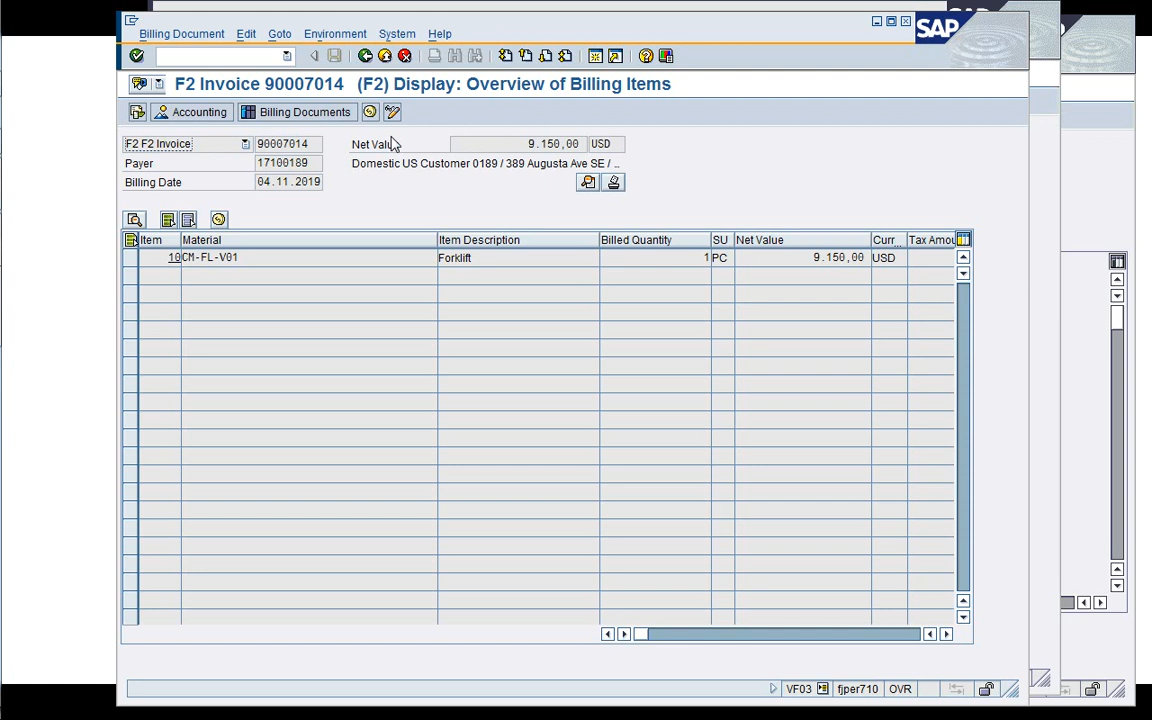 Billing Document Edit Goto Environment System Help
SAP
F2 Invoice 90007014 (F2) Display: Overview of Billing Items
Accounting Billing Documents
F2 F2 Invoice 90007014 Net Valu 9.150,00 USD
Payer 17100189 Domestic US Customer 0189 / 389 Augusta Ave SE / ...
Billing Date 04.11.2019
Item Material Item Description Billed Quantity SU Net Value Curr... Tax Amou
10 CM-FL-V01 Forklift 1 PC 9.150,00 USD
VF03 fjper710 OVR